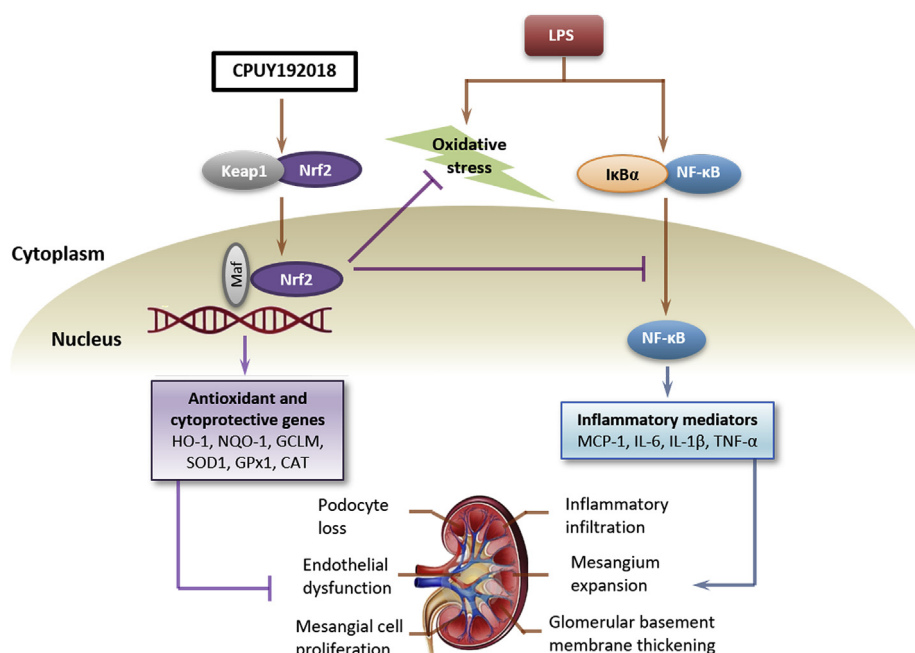 LPS
CPUY192018
Oxidative
stress
Keap1
Nrf2
IκBα
NF-κB
Cytoplasm
Maf
Nrf2
Nucleus
NF-κB
Antioxidant and
cytoprotective genes
HO-1, NQO-1, GCLM,
SOD1, GPx1, CAT
Inflammatory mediators
MCP-1, IL-6, IL-1β, TNF-α
Podocyte
loss
Inflammatory
infiltration
Endothelial
dysfunction
Mesangium
expansion
Mesangial cell
proliferation
Glomerular basement
membrane thickening